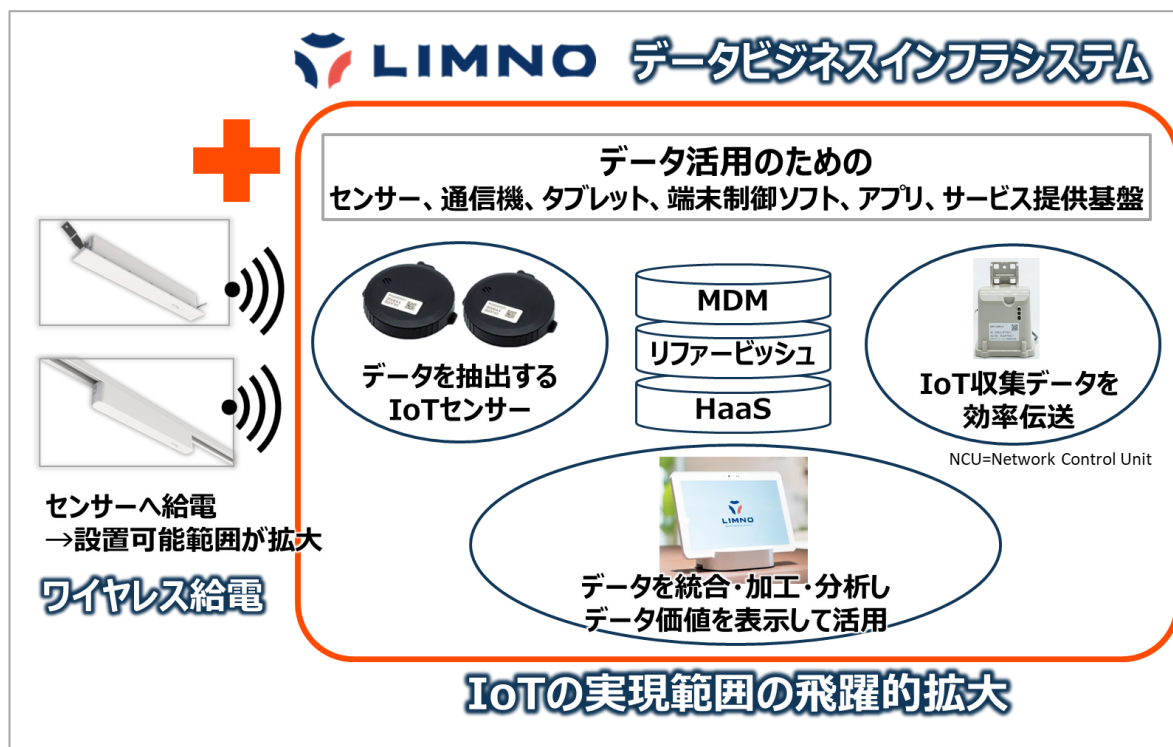 LIMNO データビジネスインフラシステム
データ活用のための
センサー、通信機、タブレット、端末制御ソフト、アプリ、サービス提供基盤
データを抽出する
IoTセンサー
MDM
リファービッシュ
HaaS
IoT収集データを
効率伝送
NCU=Network Control Unit
センサーへ給電
→設置可能範囲が拡大
ワイヤレス給電
LIMNO
データを統合・加工・分析し
データ価値を表示して活用
IoTの実現範囲の飛躍的拡大